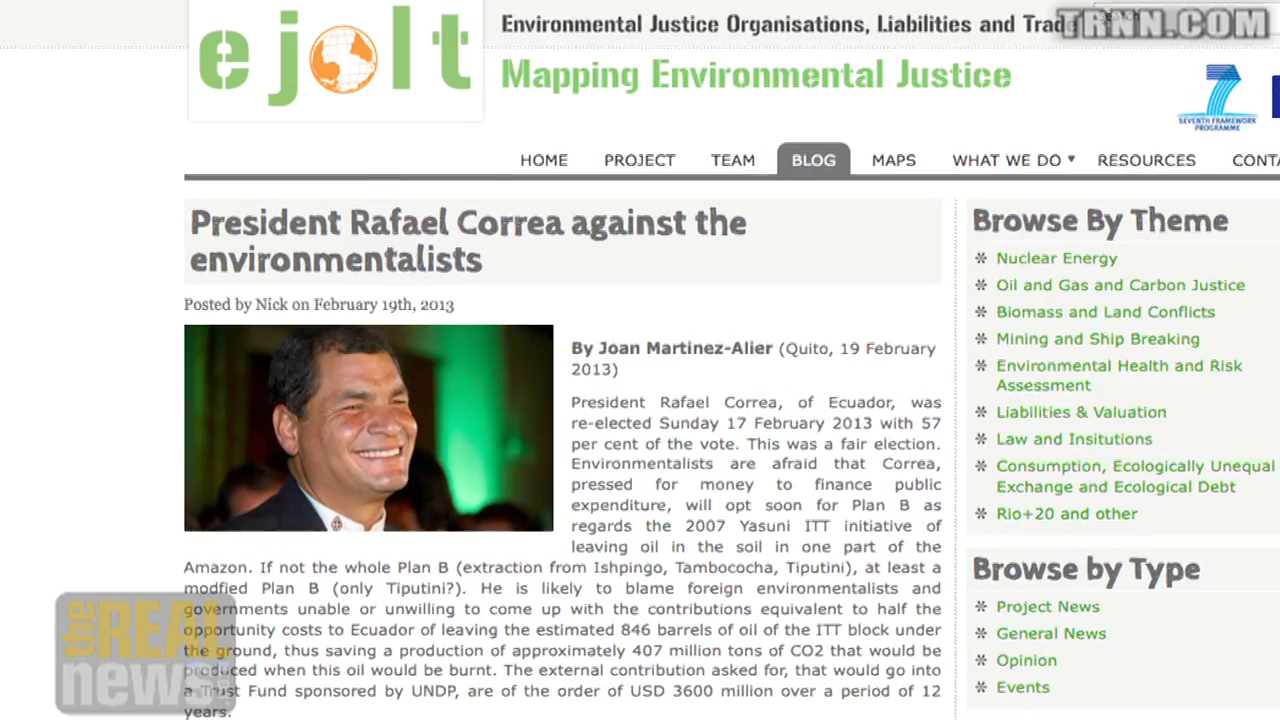 ejolt
Environmental Justice Organisations, Liabilities and Trade
TRNN.COM
Mapping Environmental Justice
7
SEVENTH FRAMEWORK
PROGRAMME
HOME PROJECT TEAM BLOG MAPS WHAT WE DO RESOURCES CONTA
President Rafael Correa against the
environmentalists
Posted by Nick on February 19th, 2013
By Joan Martinez-Alier (Quito, 19 February
2013)
President Rafael Correa, of Ecuador, was
re-elected Sunday 17 February 2013 with 57
per cent of the vote. This was a fair election.
Environmentalists are afraid that Correa,
pressed for money to finance public
expenditure, will opt soon for Plan B as
regards the 2007 Yasuni ITT initiative of
leaving oil in the soil in one part of the
Amazon. If not the whole Plan B (extraction from Ishpingo, Tambococha, Tiputini), at least a
modfied Plan B (only Tiputini?). He is likely to blame foreign environmentalists and
governments unable or unwilling to come up with the contributions equivalent to half the
opportunity costs to Ecuador of leaving the estimated 846 barrels of oil of the ITT block under
the ground, thus saving a production of approximately 407 million tons of CO2 that would be
produced when this oil would be burnt. The external contribution asked for, that would go into
a Trust Fund sponsored by UNDP, are of the order of USD 3600 million over a period of 12
years.
Browse By Theme
Nuclear Energy
Oil and Gas and Carbon Justice
Biomass and Land Conflicts
Mining and Ship Breaking
Environmental Health and Risk
Assessment
Liabilities & Valuation
Law and Insitutions
Consumption, Ecologically Unequal
Exchange and Ecological Debt
Rio+20 and other
Browse by Type
Project News
General News
Opinion
Events
the REAL
news